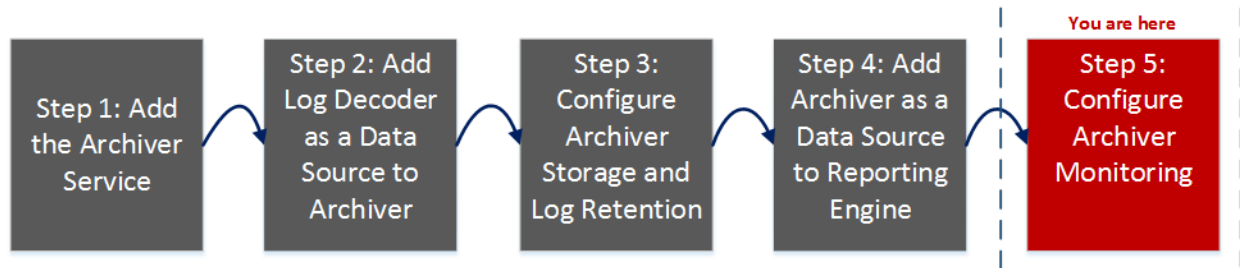 Step 1: Add
the Archiver
Service
Step 2: Add
Log Decoder
as a Data
Source to
Archiver
Step 3:
Configure
Archiver
Storage and
Log Retention
Step 4: Add
Archiver as a
Data Source
to Reporting
Engine
You are here
Step 5:
Configure
Archiver
Monitoring